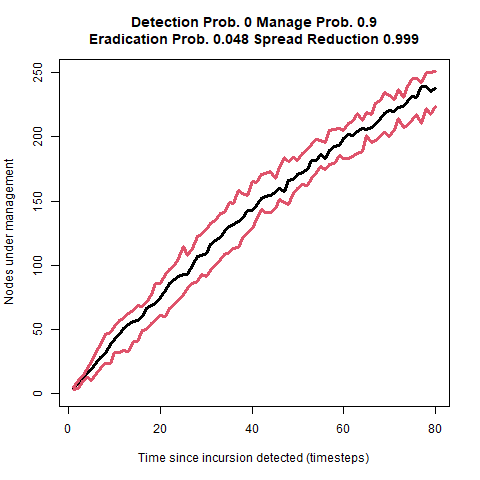 Detection Prob. 0 Manage Prob. 0.9
Eradication Prob. 0.048 Spread Reduction 0.999
250
200
150
100
50
0
Nodes under management
0 20 40 60 80
Time since incursion detected (timesteps)